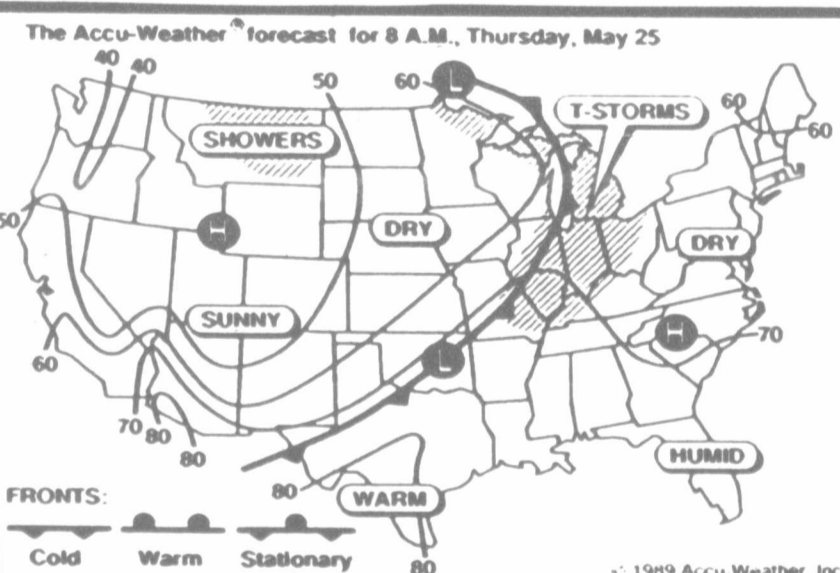 The Accu-Weather® forecast for 8 A.M., Thursday, May 25
40
40
50
60
L
T-STORMS
60
60
SHOWERS
50
H
DRY
DRY
SUNNY
60
L
H
70
70
80
80
HUMID
80
WARM
80
FRONTS:
Cold Warm Stationary
1989 Accu Weather, Inc